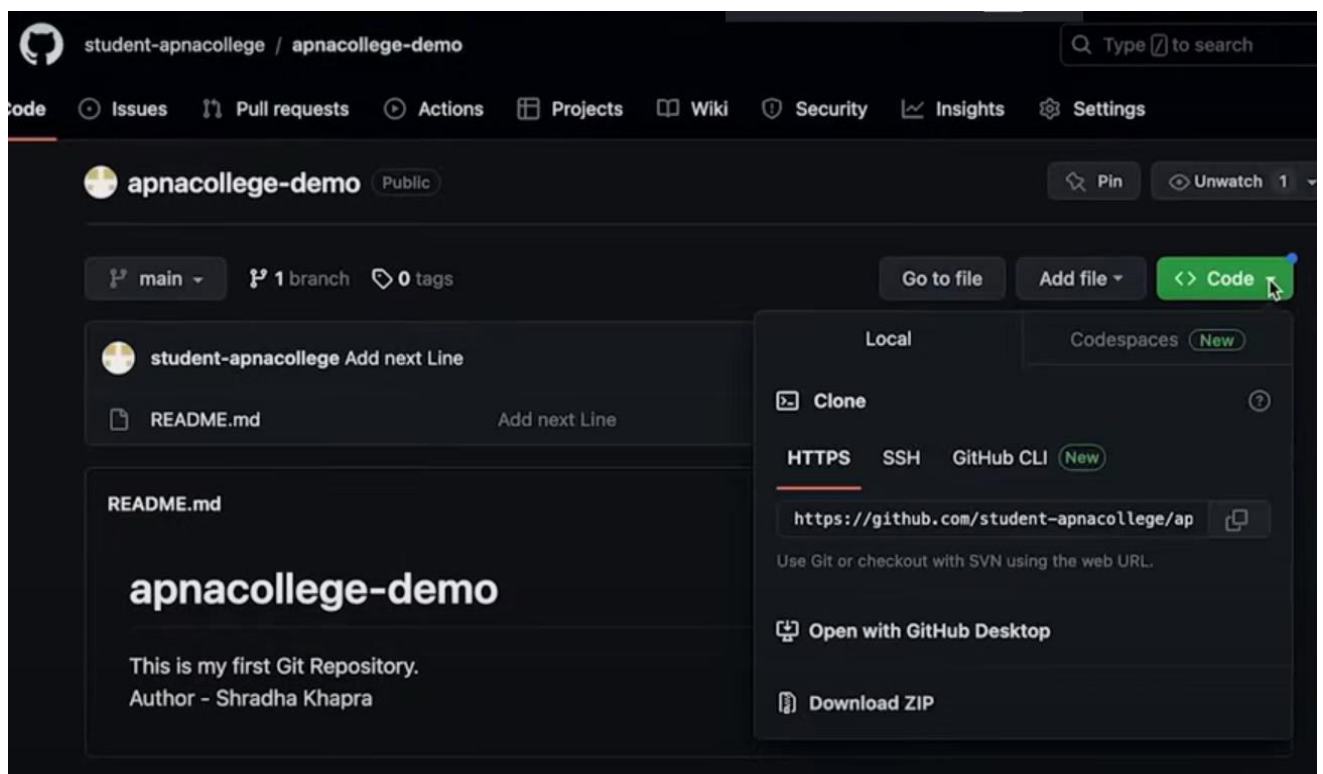 student-apnacollege / apnacollege-demo
Type / to search
Code Issues Pull requests Actions Projects Wiki Security Insights Settings
apnacollege-demo Public
Pin Unwatch 1
main 1 branch 0 tags
Go to file Add file <> Code
student-apnacollege Add next Line
README.md Add next Line
README.md
apnacollege-demo
This is my first Git Repository.
Author - Shradha Khapra
Local Codespaces New
Clone
HTTPS SSH GitHub CLI New
https://github.com/student-apnacollege/ap
Use Git or checkout with SVN using the web URL.
Open with GitHub Desktop
Download ZIP